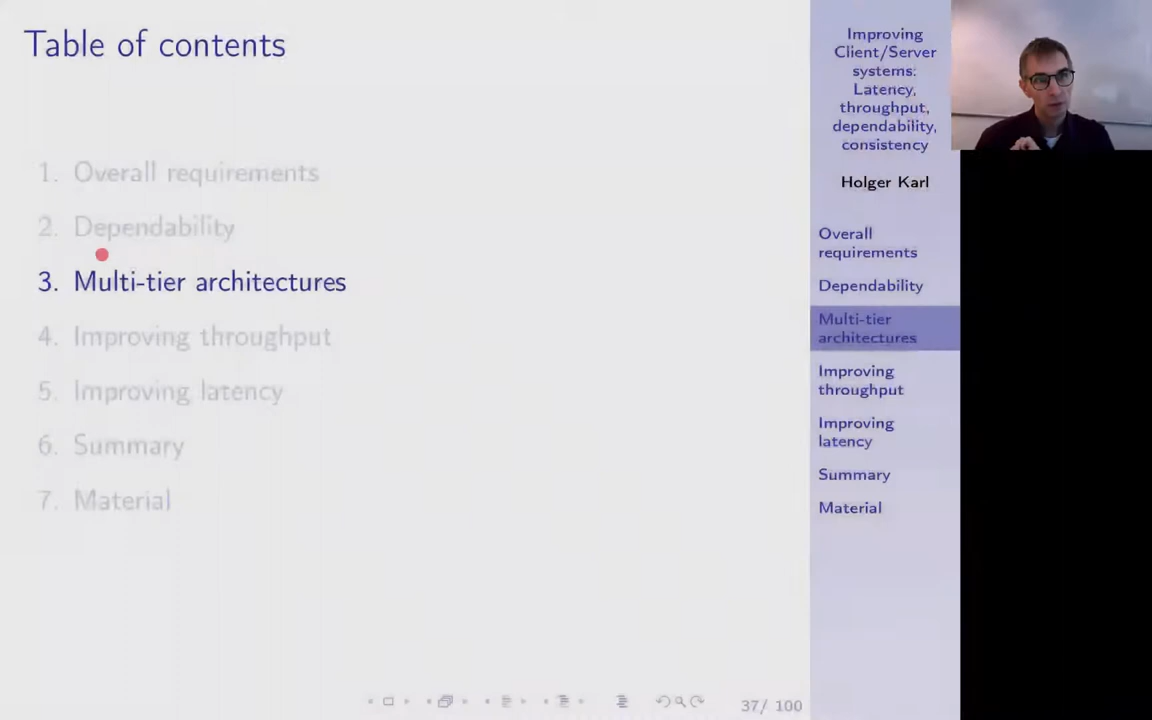 Table of contents
1. Overall requirements
2. Dependability
3. Multi-tier architectures
4. Improving throughput
5. Improving latency
6. Summary
7. Material
Improving
Client/Server
systems:
Latency,
throughput,
dependability,
consistency
Holger Karl
Overall
requirements
Dependability
Multi-tier
architectures
Improving
throughput
Improving
latency
Summary
Material
37/ 100